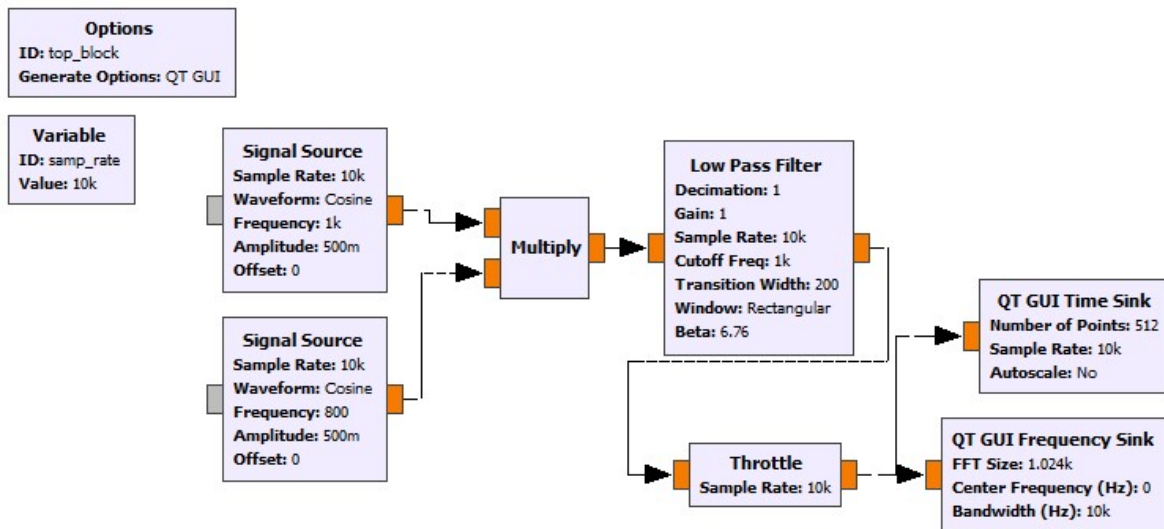 Options
ID: top_block
Generate Options: QT GUI
Variable
ID: samp_rate
Value: 10k
Signal Source
Sample Rate: 10k
Waveform: Cosine
Frequency: 1k
Amplitude: 500m
Offset: 0
Signal Source
Sample Rate: 10k
Waveform: Cosine
Frequency: 800
Amplitude: 500m
Offset: 0
Multiply
Low Pass Filter
Decimation: 1
Gain: 1
Sample Rate: 10k
Cutoff Freq: 1k
Transition Width: 200
Window: Rectangular
Beta: 6.76
Throttle
Sample Rate: 10k
QT GUI Time Sink
Number of Points: 512
Sample Rate: 10k
Autoscale: No
QT GUI Frequency Sink
FFT Size: 1.024k
Center Frequency (Hz): 0
Bandwidth (Hz): 10k